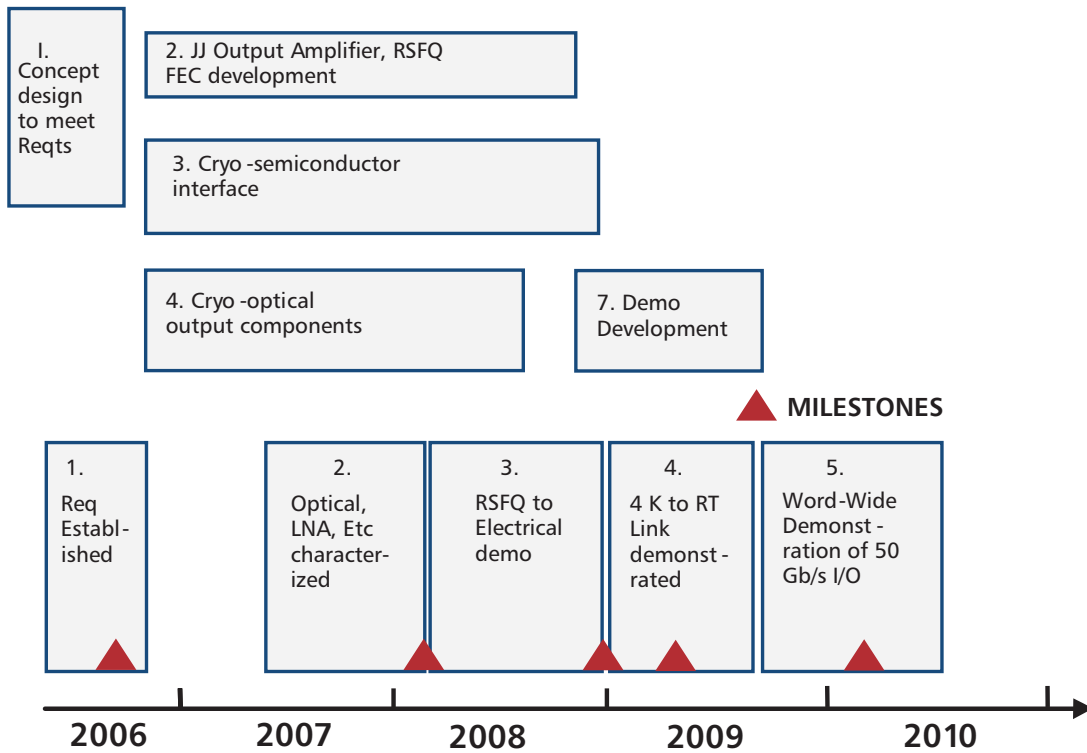 I.
Concept
design
to meet
Reqts
2. JJ Output Amplifier, RSFQ
FEC development
3. Cryo -semiconductor
interface
4. Cryo -optical
output components
7. Demo
Development
MILESTONES
1.
Req
Establ-
ished
2.
Optical,
LNA, Etc
character-
ized
3.
RSFQ to
Electrical
demo
4.
4 K to RT
Link
demonst -
rated
5.
Word-Wide
Demonst -
ration of 50
Gb/s I/O
2006 2007 2008 2009 2010